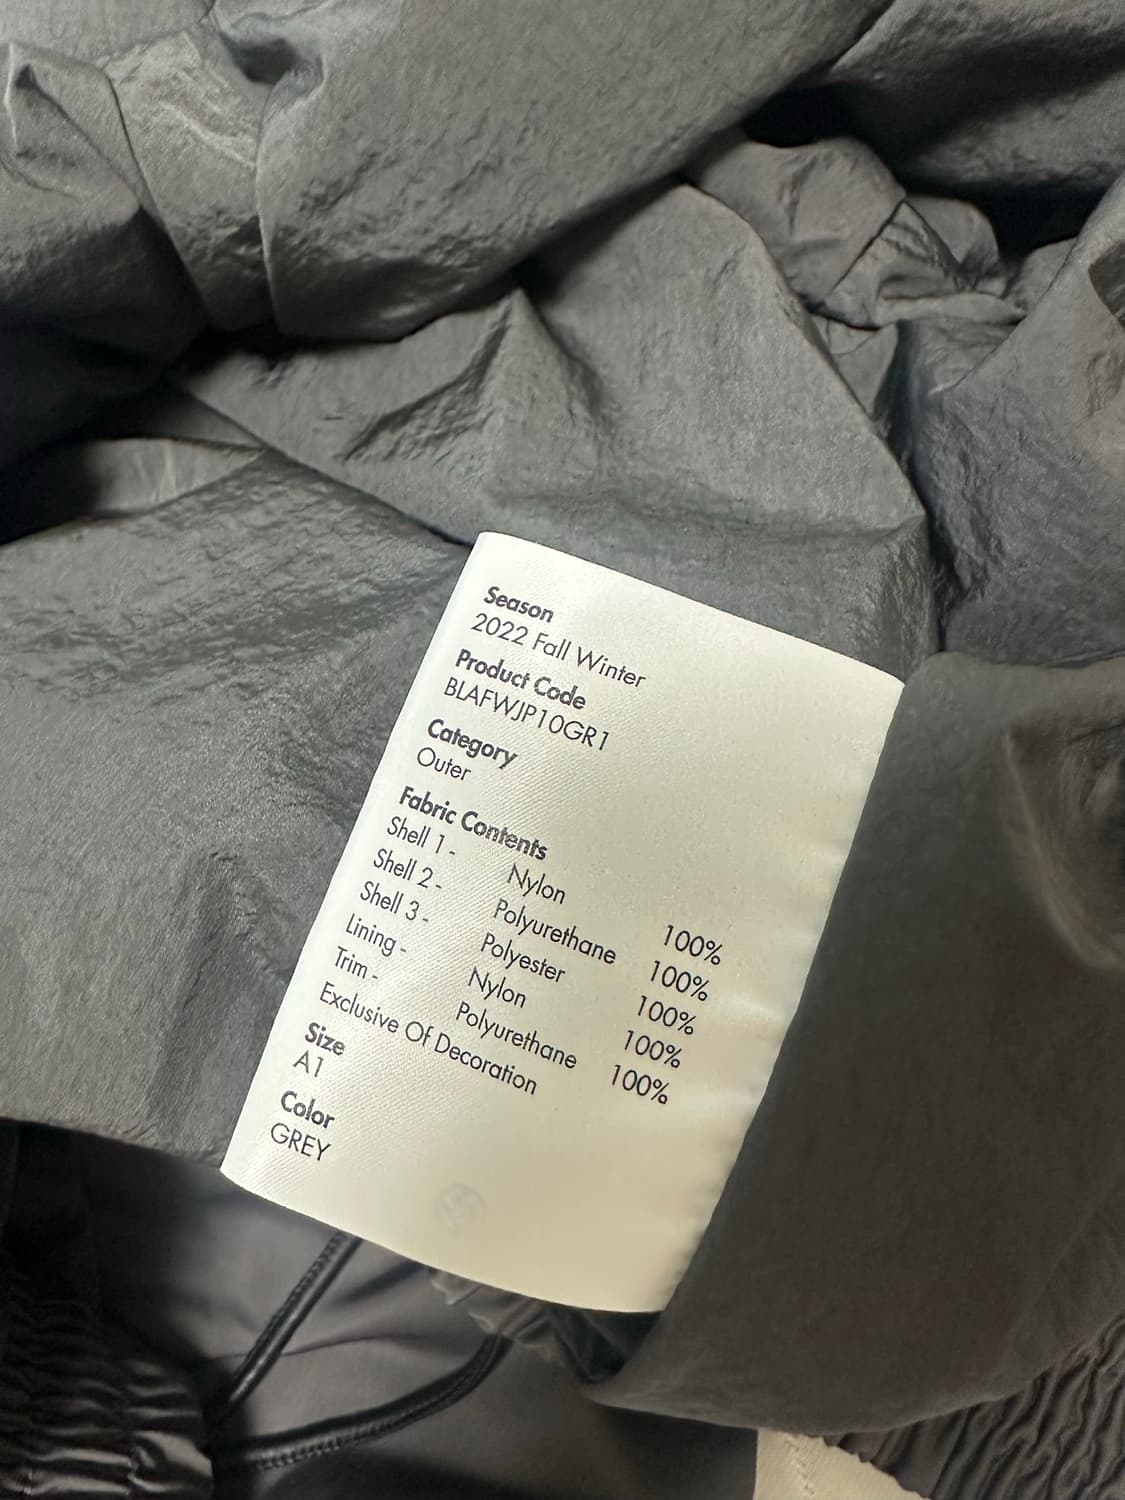 Season
2022 Fall Winter
Product Code
BLAFWJP10GR1
Category
Outer
Fabric Contents
Shell 1 - Nylon 100%
Shell 2 - Polyurethane 100%
Shell 3 - Polyester 100%
Lining - Nylon 100%
Trim - Polyurethane 100%
Exclusive Of Decoration
Size
A1
Color
GREY